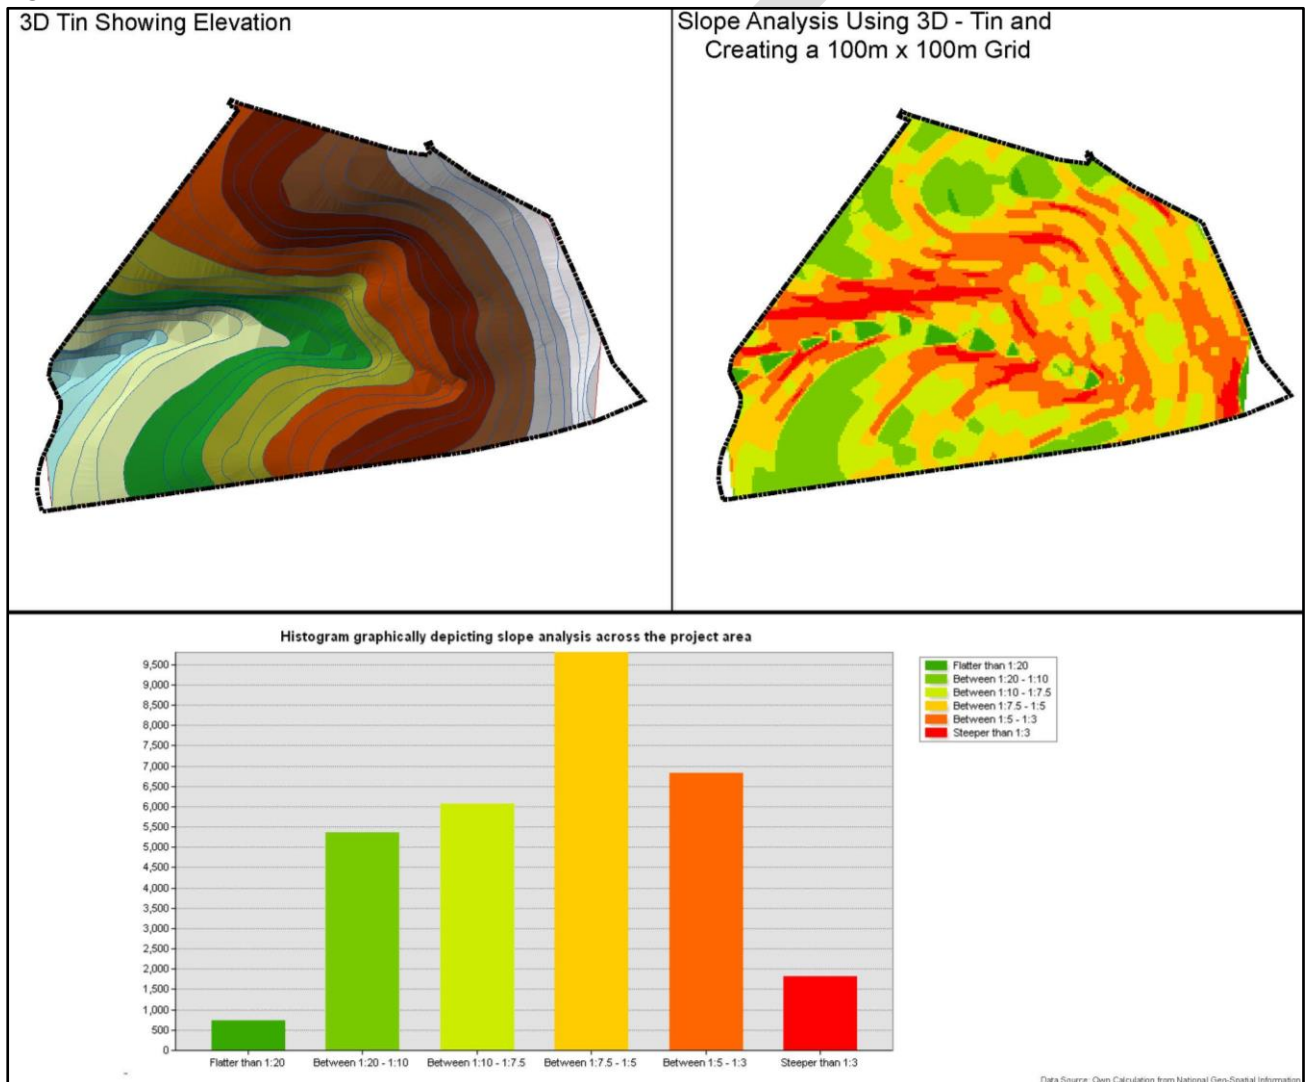 3D Tin Showing Elevation
Slope Analysis Using 3D - Tin and
Creating a 100m x 100m Grid
Histogram graphically depicting slope analysis across the project area
9,500
9,000
8,500
8,000
7,500
7,000
6,500
6,000
5,500
5,000
4,500
4,000
3,500
3,000
2,500
2,000
1,500
1,000
500
0
Flatter than 1:20
Between 1:20 - 1:10
Between 1:10 - 1:7.5
Between 1:7.5 - 1:5
Between 1:5 - 1:3
Steeper than 1:3
Flatter than 1:20 Between 1:20 - 1:10 Between 1:10 - 1:7.5 Between 1:7.5 - 1:5 Between 1:5 - 1:3 Steeper than 1:3
Data Source: Own Calculation from National Geo-Spatial Information